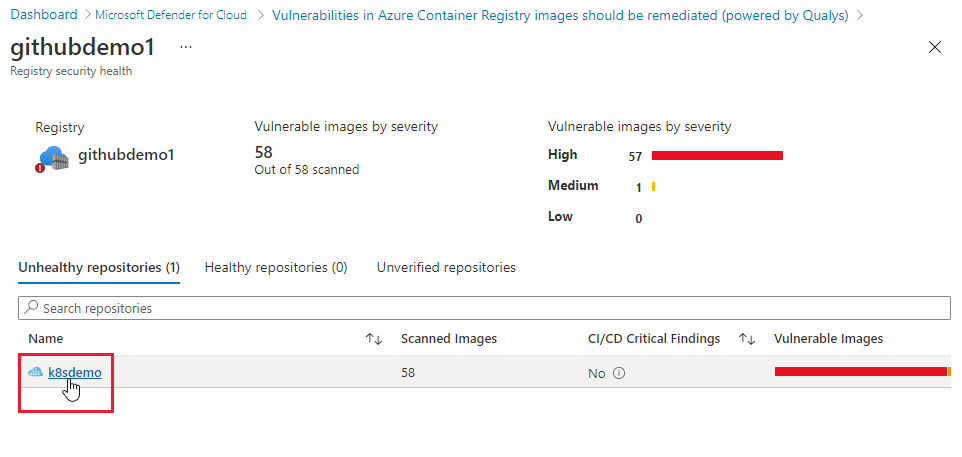 Dashboard > Microsoft Defender for Cloud > Vulnerabilities in Azure Container Registry images should be remediated (powered by Qualys) >
githubdemo1 ...
Registry security health
Registry
githubdemo1
Vulnerable images by severity
58
Out of 58 scanned
Vulnerable images by severity
High 57
Medium 1
Low 0
Unhealthy repositories (1) Healthy repositories (0) Unverified repositories
Search repositories
Name Scanned Images CI/CD Critical Findings Vulnerable Images
k8sdemo 58 No